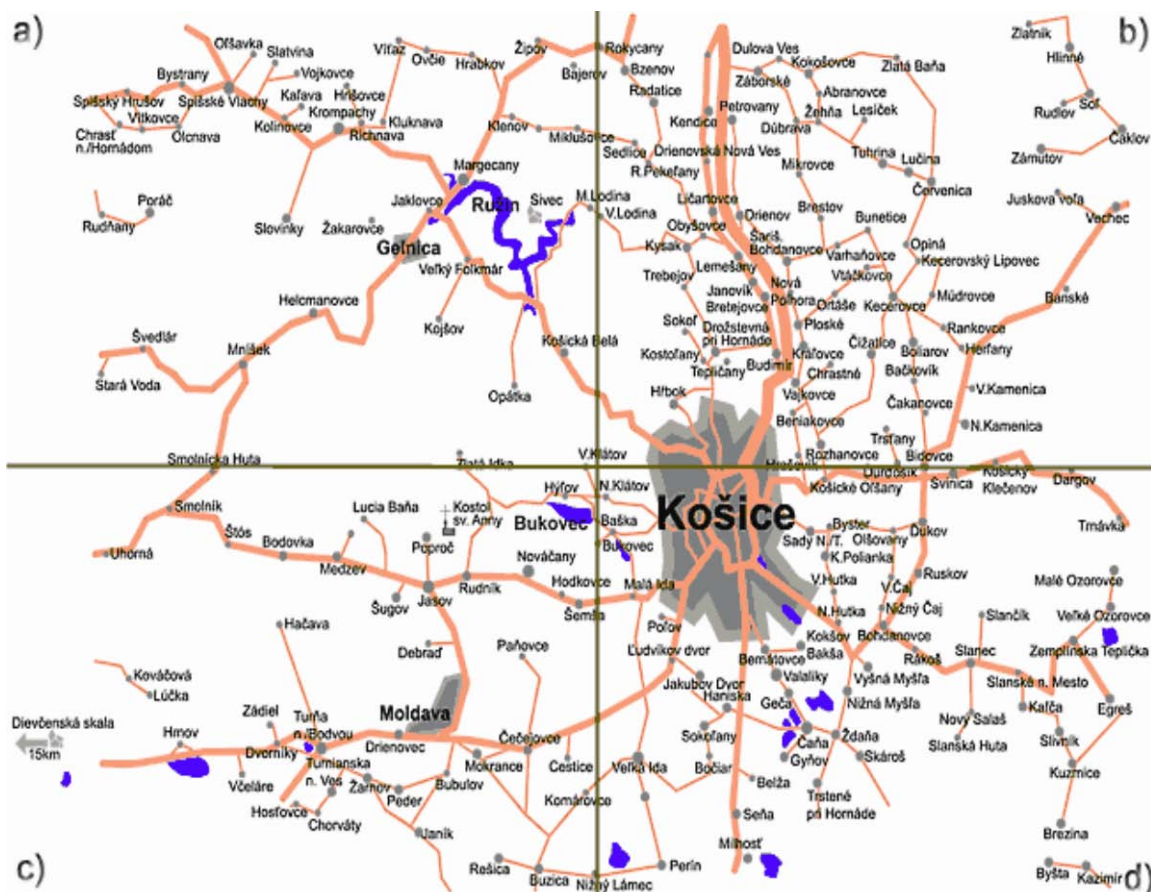 a)
b)
Oľšavka
Slatvina
Bystrany
Vojkovce
Spišský Hrušov
Spišské Vlachy
Kaľava
Hrišovce
Vítkovce
Chrasť
n./Hornádom
Olcnava
Kolinovce
Krompachy
Richnava
Kluknava
Víťaz
Ovčie
Hrabkov
Žipov
Rokycany
Bajerov
Bzenov
Radatice
Klenov
Miklušovce
Sedlice
R.Pekľany
Margecany
Jaklovce
Ružín
Sivec
M.Lodina
V.Lodina
Poráč
Rudňany
Slovinky
Žakarovce
Gelnica
Veľký Folkmár
Kojšov
Helcmanovce
Švedlár
Mníšek
Stará Voda
Opátka
Košická Belá
Smolnícka Huta
Dulova Ves
Kokošovce
Záborské
Zlatá Baňa
Petrovany
Abranovce
Kendice
Žehňa
Lesíček
Dúbrava
Drienovská Nová Ves
Mikrovce
Tuhrina
Lučina
Červenica
Ličartovce
Drienov
Brestov
Obyšovce
Šariš.
Bohdanovce
Bunetice
Kysak
Varhaňovce
Opiná
Lemešany
Vtáčkovce
Kecerovský Lipovec
Trebejov
Janovík
Nová
Polhora
Bretejovce
Ortáše
Kecerovce
Mudrovce
Sokoľ
Drožstevná
pri Hornáde
Ploské
Rankovce
Kostoľany
Kráľovce
Čižatice
Boliarov
Herľany
Tepličany
Budimír
Chrastné
Bačkovík
Hŕbok
Vajkovce
V.Kamenica
Beniakovce
Čakanovce
N.Kamenica
Trsťany
Rozhanovce
Bidovce
Zlatník
Hlinné
Rudlov
Soľ
Čaklov
Zámutov
Juskova voľa
Vechec
Banské
Zlatá Idka
V.Klátov
Hrašovík
Ďurďošík
Košický
Klečenov
Košické Oľšany
Svinica
Dargov
Trnávka
Hýľov
N.Klátov
Smolník
Lucia Baňa
Kostol
sv. Anny
Bukovec
Baška
Bukovec
Košice
Štós
Uhorná
Bodovka
Medzev
Poproč
Nováčany
Rudník
Hodkovce
Malá Ida
Šugov
Jasov
Šemša
Poľov
Byster
Sady N./T.
Olšovany
Ďukov
K.Polianka
V.Hutka
V.Čaj
Ruskov
N.Hutka
Nižný Čaj
Malé Ozorovce
Veľké Ozorovce
Hačava
Debraď
Paňovce
Ľudvíkov dvor
Kokšov
Bakša
Bernátovce
Bohdanovce
Rákoš
Slančík
Slanec
Zemplínska Teplička
Kováčová
Lúčka
Jakubov Dvor
Valaliky
Vyšná Myšľa
Slanské n. Mesto
Haniska
Geča
Nižná Myšľa
Nový Salaš
Kaľča
Egreš
Dievčenská skala
15km
Zádiel
Turňa
n./Bodvou
Moldava
Hrhov
Dvorníky
Drienovec
Čečejovce
Sokoľany
Čaňa
Ždaňa
Slanská Huta
Slivník
Turnianska
n. Ves
Mokrance
Cestice
Veľká Ida
Bočiar
Gyňov
Skároš
Včeláre
Žarnov
Bubulov
Belža
Kuzmice
Peder
Komárovce
Trstené
pri Hornáde
Hosťovce
Chorváty
Seňa
Janík
Milhosť
Brezina
Rešica
Buzica
Perín
Byšta
Kazimír
Nižný Lámec
c)
d)